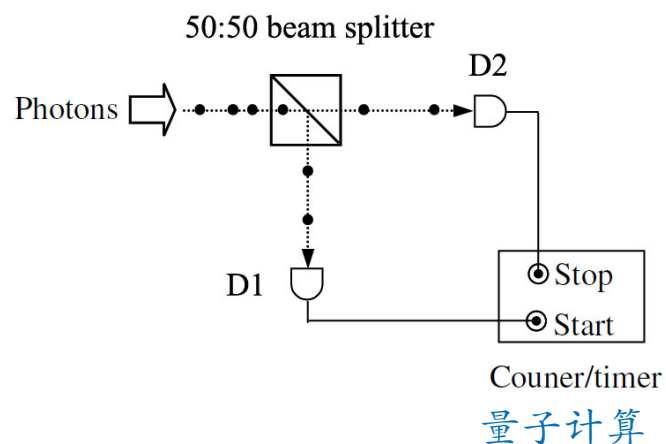 50:50 beam splitter
D2
Photons
D1
Stop
Start
Couner/timer
量子计算